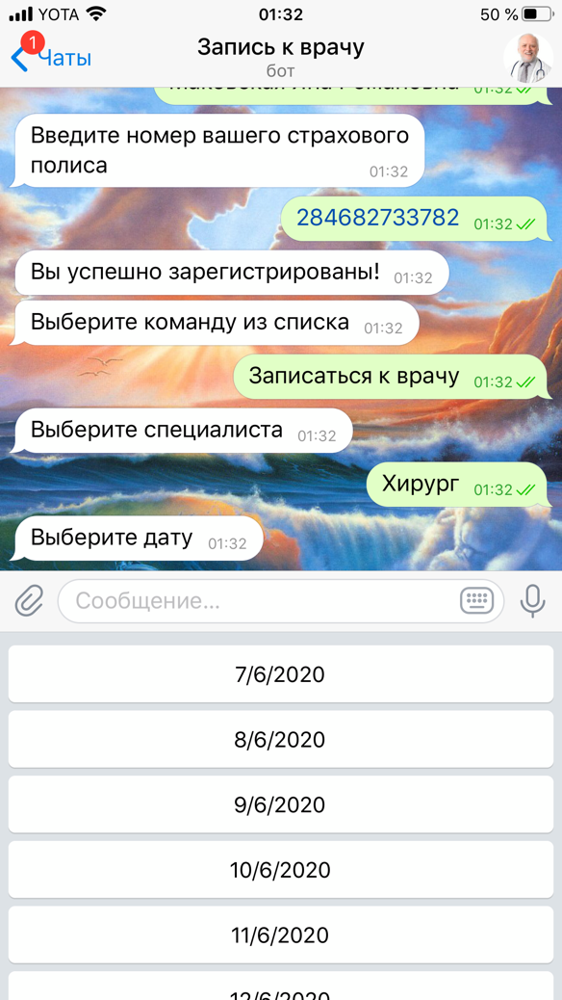 YOTA 01:32 50 %
1
Чаты
Запись к врачу
бот
01:32
Введите номер вашего страхового
полиса 01:32
284682733782 01:32
Вы успешно зарегистрированы! 01:32
Выберите команду из списка 01:32
Записаться к врачу 01:32
Выберите специалиста 01:32
Хирург 01:32
Выберите дату 01:32
Сообщение...
7/6/2020
8/6/2020
9/6/2020
10/6/2020
11/6/2020
12/6/2020